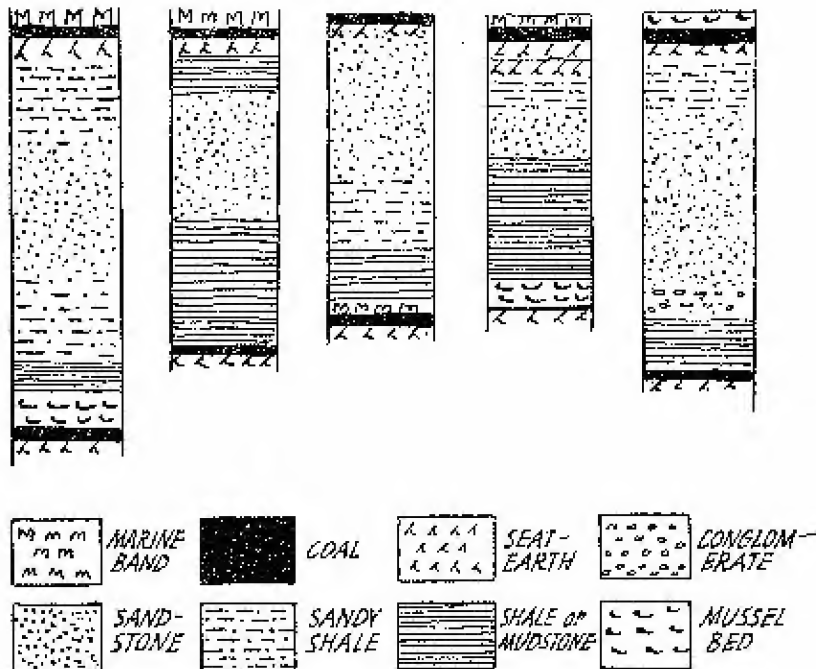 MARINE
BAND
COAL
SEAT-
EARTH
CONGLOM-
ERATE
SAND-
STONE
SANDY
SHALE
SHALE or
MUDSTONE
MUSSEL
BED